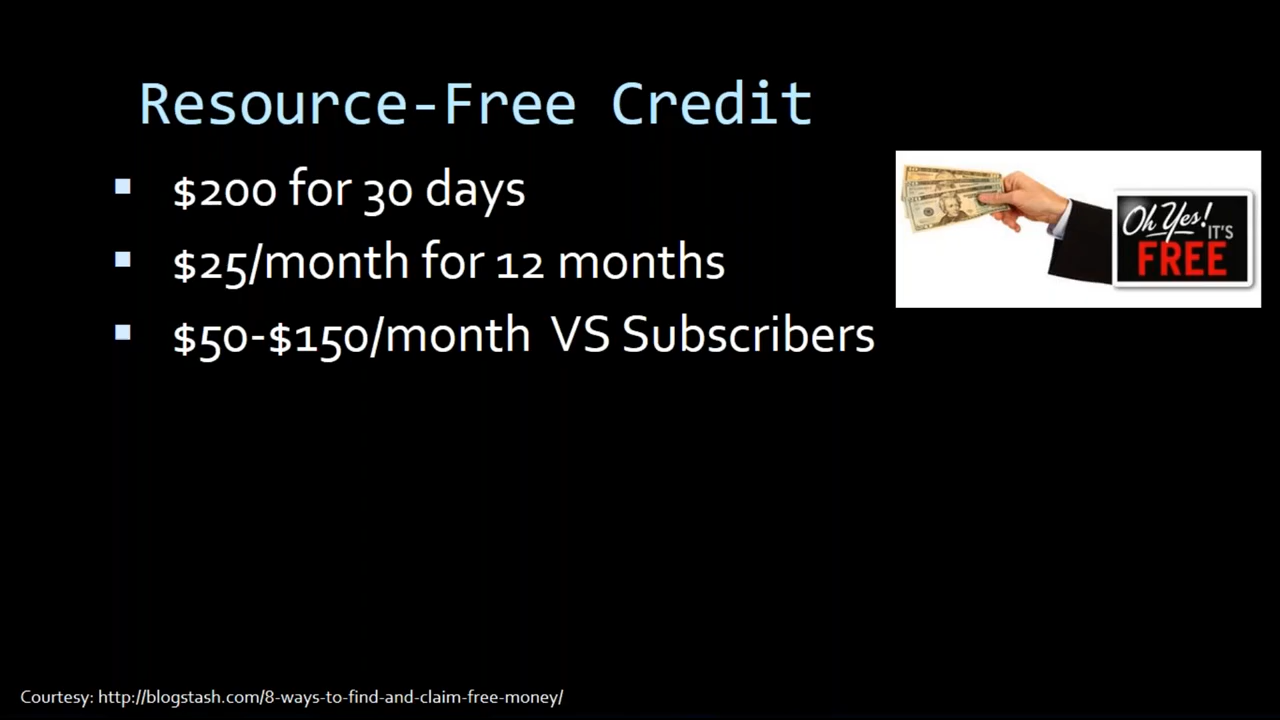 Resource-Free Credit
$200 for 30 days
$25/month for 12 months
$50-$150/month VS Subscribers
Oh Yes! IT'S
FREE
Courtesy: http://blogstash.com/8-ways-to-find-and-claim-free-money/